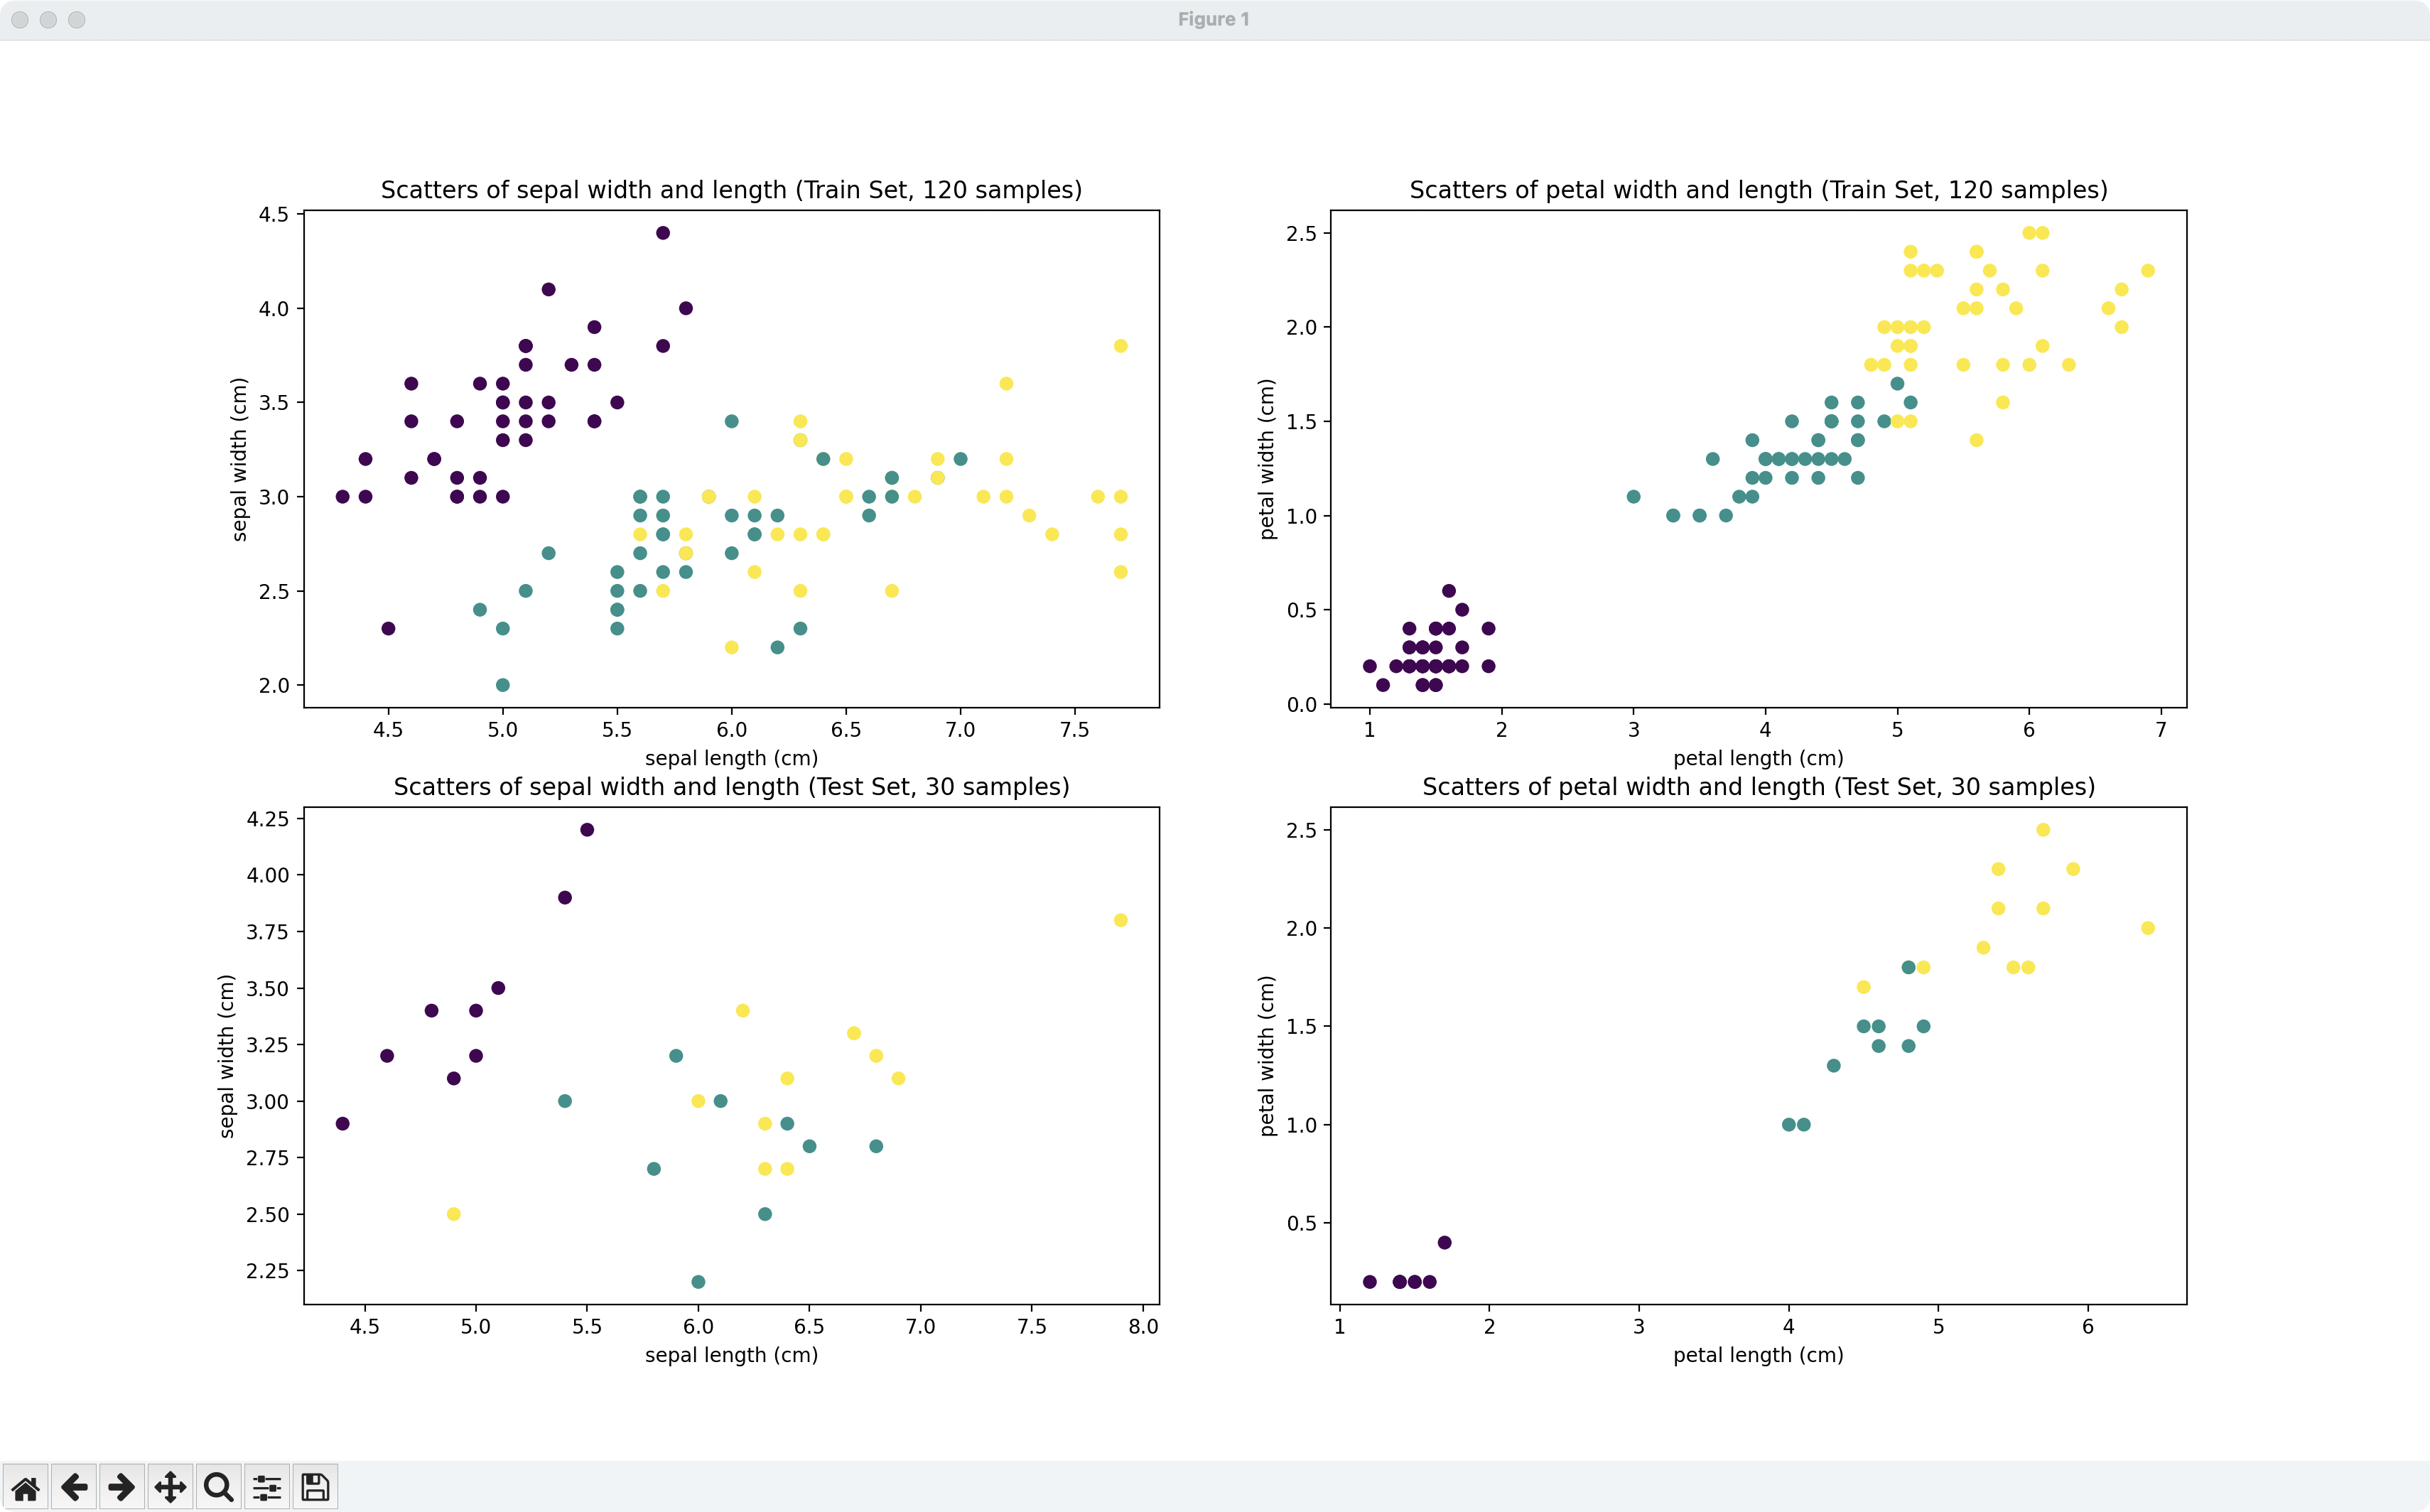 Figure 1
Scatters of sepal width and length (Train Set, 120 samples)
4.5
4.0
3.5
3.0
2.5
2.0
sepal width (cm)
4.5 5.0 5.5 6.0 6.5 7.0 7.5
sepal length (cm)
Scatters of petal width and length (Train Set, 120 samples)
2.5
2.0
1.5
1.0
0.5
0.0
petal width (cm)
1 2 3 4 5 6 7
petal length (cm)
Scatters of sepal width and length (Test Set, 30 samples)
4.25
4.00
3.75
3.50
3.25
3.00
2.75
2.50
2.25
sepal width (cm)
4.5 5.0 5.5 6.0 6.5 7.0 7.5 8.0
sepal length (cm)
Scatters of petal width and length (Test Set, 30 samples)
2.5
2.0
1.5
1.0
0.5
petal width (cm)
1 2 3 4 5 6
petal length (cm)